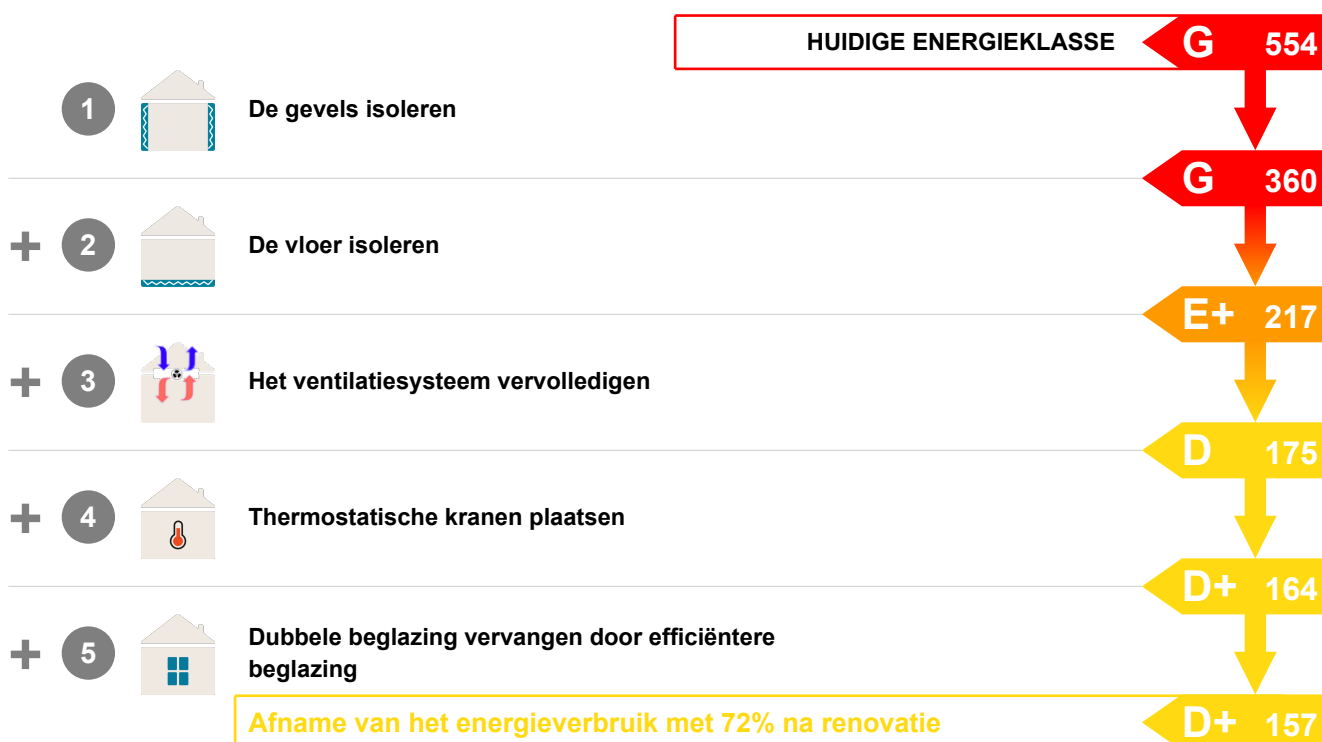 HUIDIGE ENERGIEKLASSE G 554
1 De gevels isoleren
G 360
+ 2 De vloer isoleren
E+ 217
+ 3 Het ventilatiesysteem vervolledigen
D 175
+ 4 Thermostatische kranen plaatsen
D+ 164
+ 5 Dubbele beglazing vervangen door efficiëntere
beglazing
Afname van het energieverbruik met 72% na renovatie D+ 157